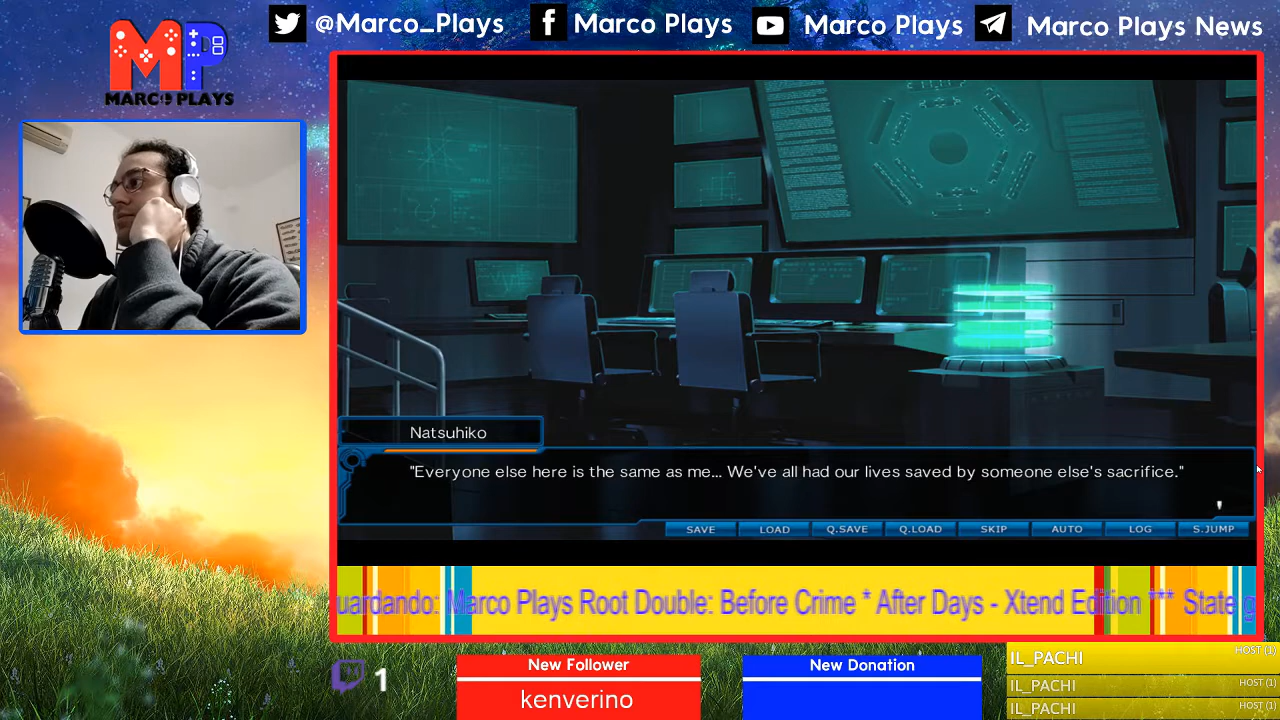 @Marco_Plays
Marco Plays
Marco Plays
Marco Plays News
MP
MARCO PLAYS
Natsuhiko
"Everyone else here is the same as me... We've all had our lives saved by someone else's sacrifice."
SAVE
LOAD
Q.SAVE
Q.LOAD
SKIP
AUTO
LOG
S.JUMP
uardando: Marco Plays Root Double: Before Crime * After Days - Xtend Edition *** State g
1
New Follower
kenverino
New Donation
IL_PACHI
HOST (1)
IL_PACHI
HOST (1)
IL_PACHI
HOST (1)